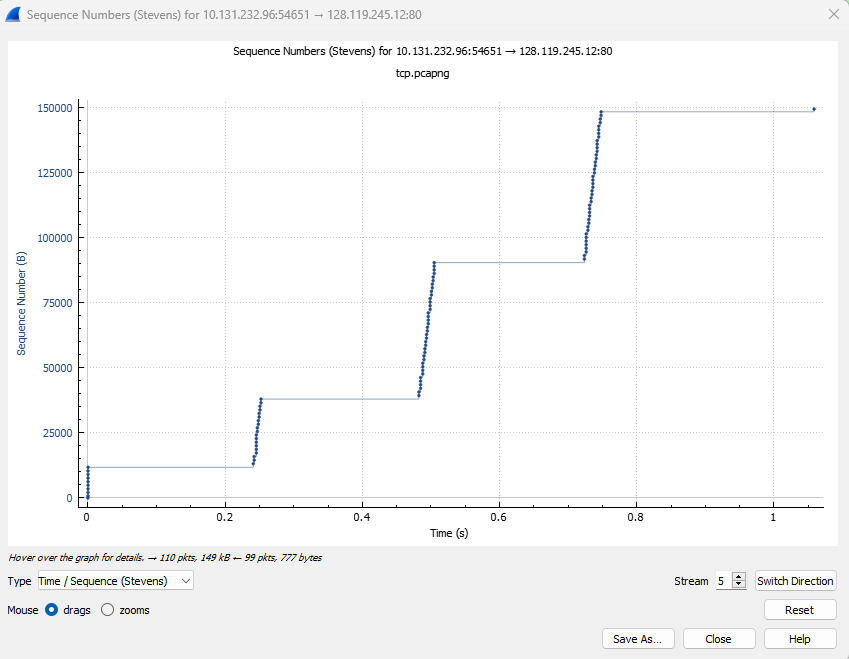 Sequence Numbers (Stevens) for 10.131.232.96:54651 → 128.119.245.12:80
Sequence Numbers (Stevens) for 10.131.232.96:54651 → 128.119.245.12:80
tcp.pcapng
150000
125000
100000
75000
50000
25000
0
Sequence Number (B)
0 0.2 0.4 0.6 0.8 1
Time (s)
Hover over the graph for details. → 110 pkts, 149 kB ← 99 pkts, 777 bytes
Type Time / Sequence (Stevens) Stream 5 Switch Direction
Mouse drags zooms Reset
Save As... Close Help